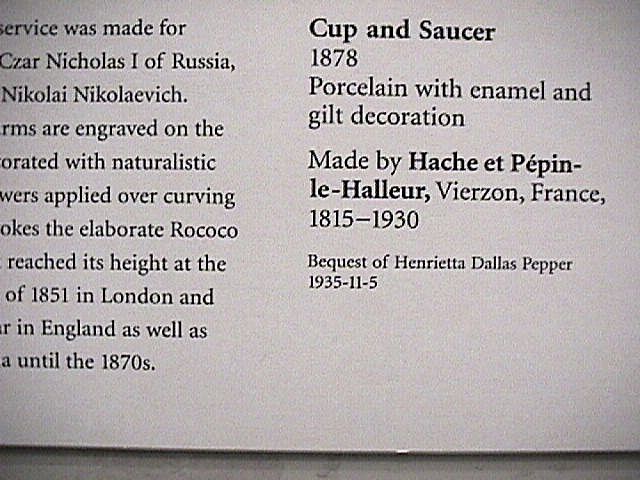 service was made for
Czar Nicholas I of Russia,
Nikolai Nikolaevich.
rms are engraved on the
orated with naturalistic
wers applied over curving
okes the elaborate Rococo
reached its height at the
of 1851 in London and
r in England as well as
a until the 1870s.
Cup and Saucer
1878
Porcelain with enamel and
gilt decoration
Made by Hache et Pépin-
le-Halleur, Vierzon, France,
1815–1930
Bequest of Henrietta Dallas Pepper
1935-11-5